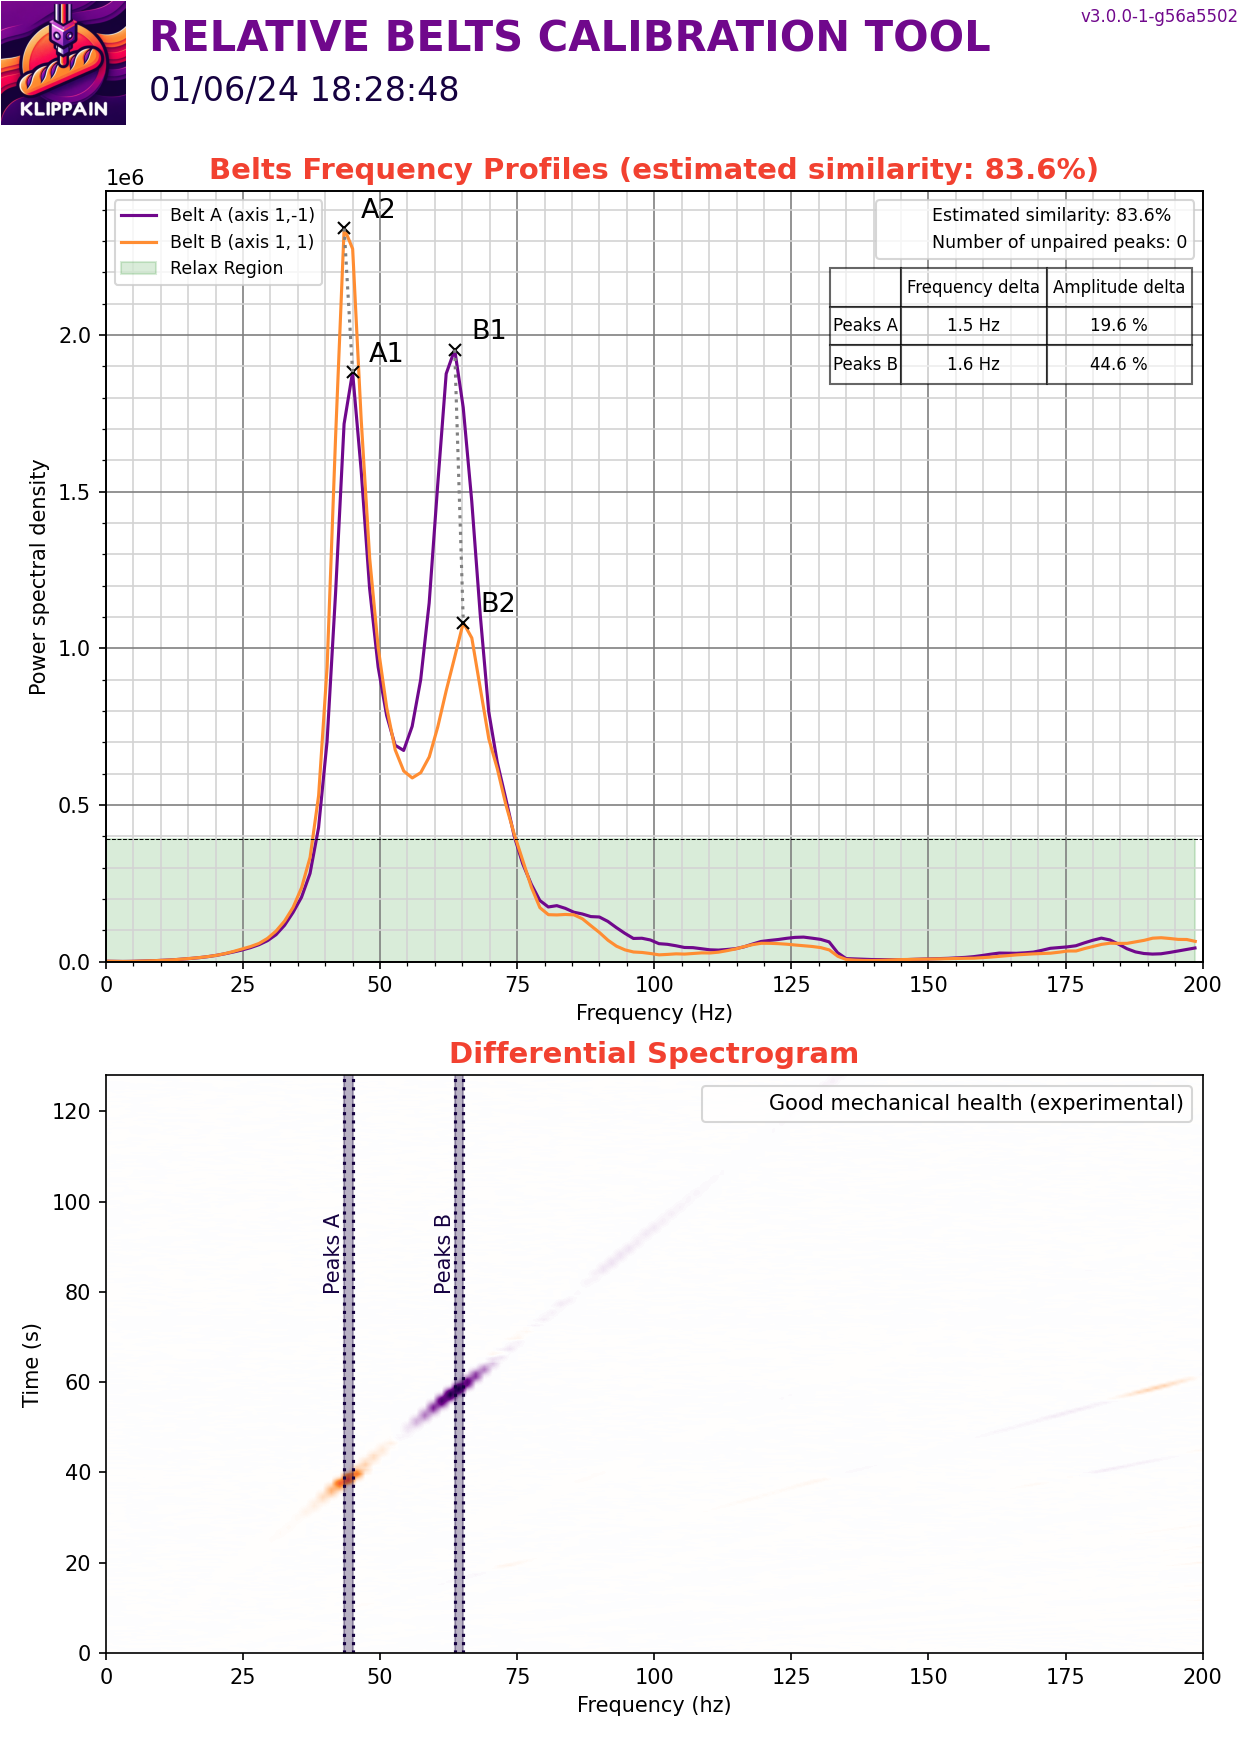 KLIPPAIN
RELATIVE BELTS CALIBRATION TOOL
01/06/24 18:28:48
v3.0.0-1-g56a5502
Belts Frequency Profiles (estimated similarity: 83.6%)
1e6
Belt A (axis 1,-1)
Belt B (axis 1, 1)
Relax Region
Estimated similarity: 83.6%
Number of unpaired peaks: 0
Frequency delta Amplitude delta
Peaks A 1.5 Hz 19.6 %
Peaks B 1.6 Hz 44.6 %
A2
A1
B1
B2
Power spectral density
2.0
1.5
1.0
0.5
0.0
0 25 50 75 100 125 150 175 200
Frequency (Hz)
Differential Spectrogram
Good mechanical health (experimental)
Peaks A
Peaks B
Time (s)
120
100
80
60
40
20
0
0 25 50 75 100 125 150 175 200
Frequency (hz)